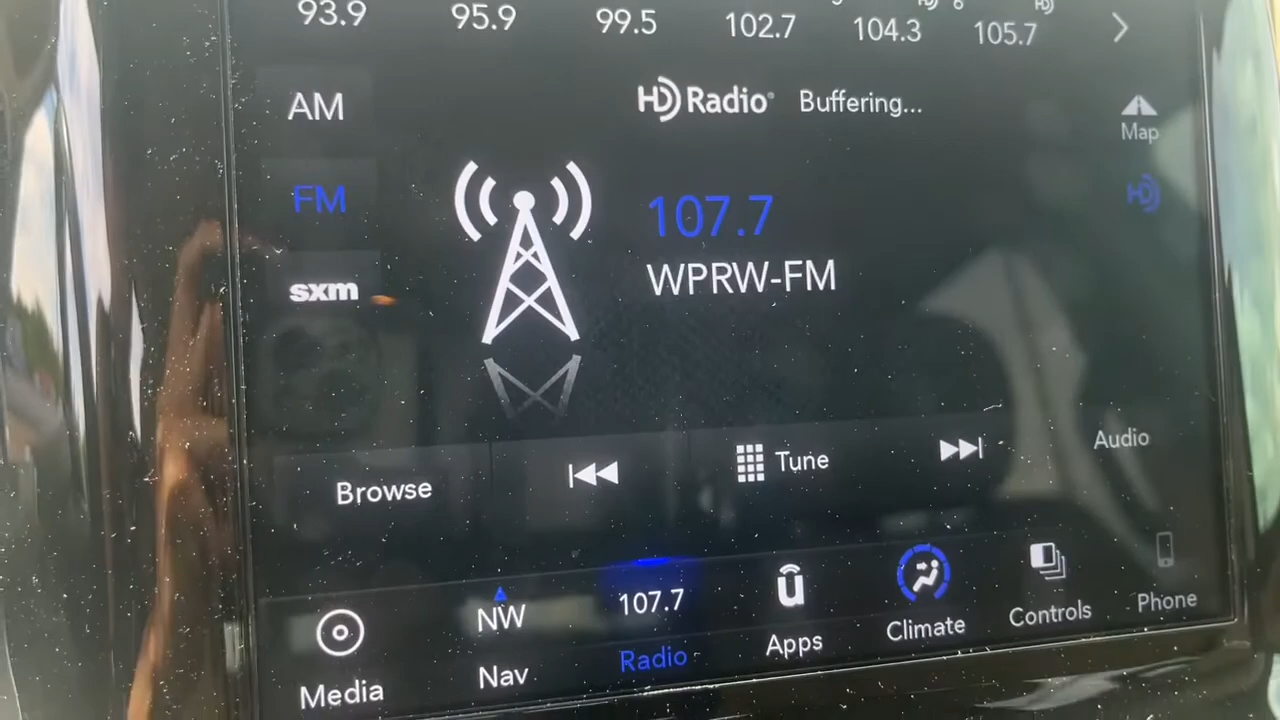 93.9 95.9 99.5 102.7 104.3 105.7
AM
HD Radio® Buffering...
Map
FM
107.7
HD
WPRW-FM
sxm
Browse
Tune
Audio
NW
107.7
Media
Nav
Radio
Apps
Climate
Controls
Phone